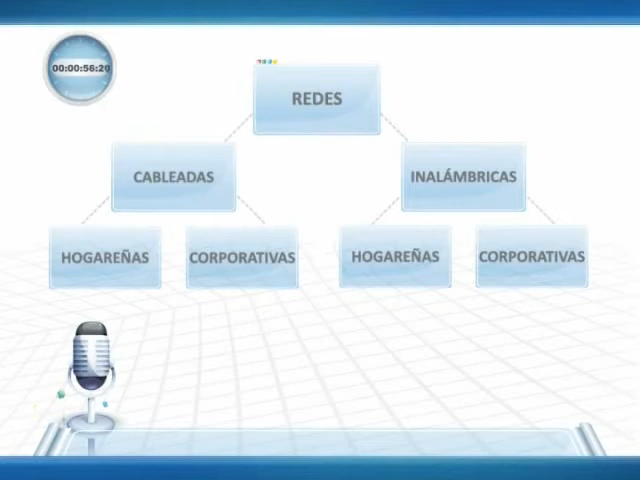 00:00:56:20
REDES
CABLEADAS
INALÁMBRICAS
HOGAREÑAS
CORPORATIVAS
HOGAREÑAS
CORPORATIVAS